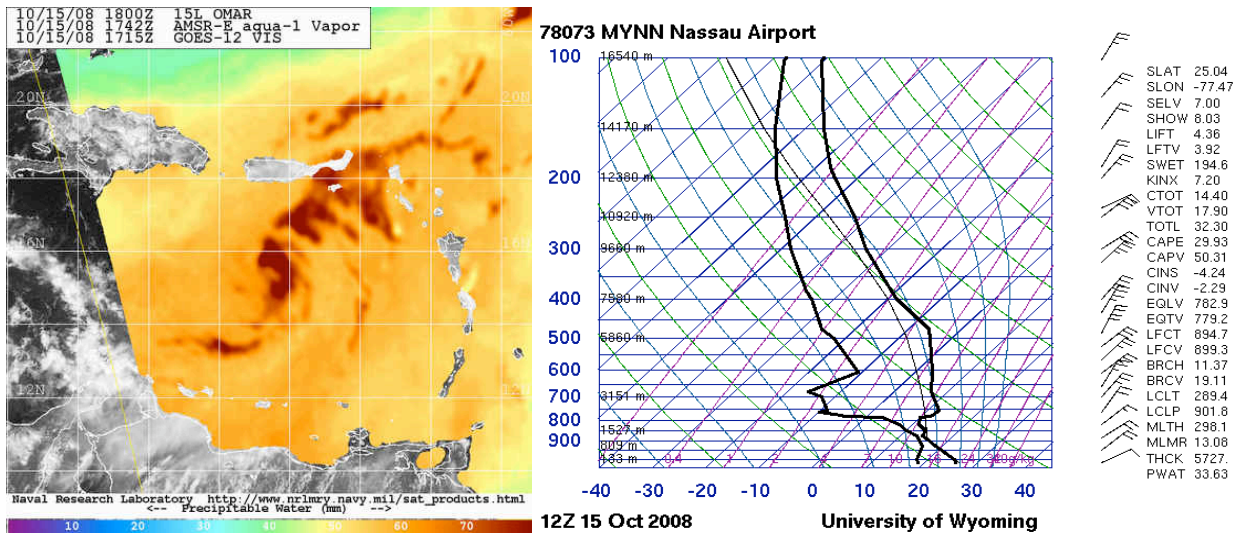 10/15/08 1800Z 15L OMAR
10/15/08 1742Z AMSR-E aqua-1 Vapor
10/15/08 1715Z GOES-12 VIS
20N
20N
16N
16N
12N
12N
Naval Research Laboratory http://www.nrlmry.navy.mil/sat_products.html
<-- Precipitable Water (mm) -->
10 20 30 40 50 60 70
78073 MYNN Nassau Airport
100
200
300
400
500
600
700
800
900
16540 m
14170 m
12380 m
10920 m
9660 m
7580 m
5860 m
3151 m
1527 m
809 m
133 m
0.4 1 2 4 7 10 16 24 32 40g/kg
-40 -30 -20 -10 0 10 20 30 40
12Z 15 Oct 2008
University of Wyoming
SLAT 25.04
SLON -77.47
SELV 7.00
SHOW 8.03
LIFT 4.36
LFTV 3.92
SWET 194.6
KINX 7.20
CTOT 14.40
VTOT 17.90
TOTL 32.30
CAPE 29.93
CAPV 50.31
CINS -4.24
CINV -2.29
EQLV 782.9
EQTV 779.2
LFCT 894.7
LFCV 899.3
BRCH 11.37
BRCV 19.11
LCLT 289.4
LCLP 901.8
MLTH 298.1
MLMR 13.08
THCK 5727.
PWAT 33.63